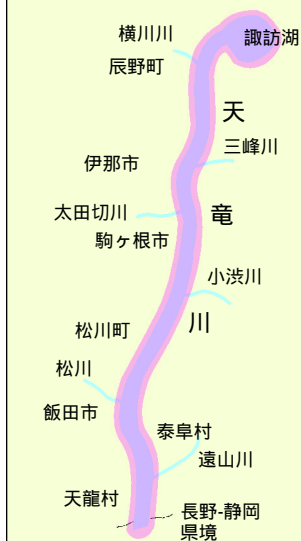 横川川
諏訪湖
辰野町
天
三峰川
伊那市
太田切川
竜
駒ヶ根市
小渋川
川
松川町
松川
飯田市
泰阜村
遠山川
天龍村
長野-静岡
県境